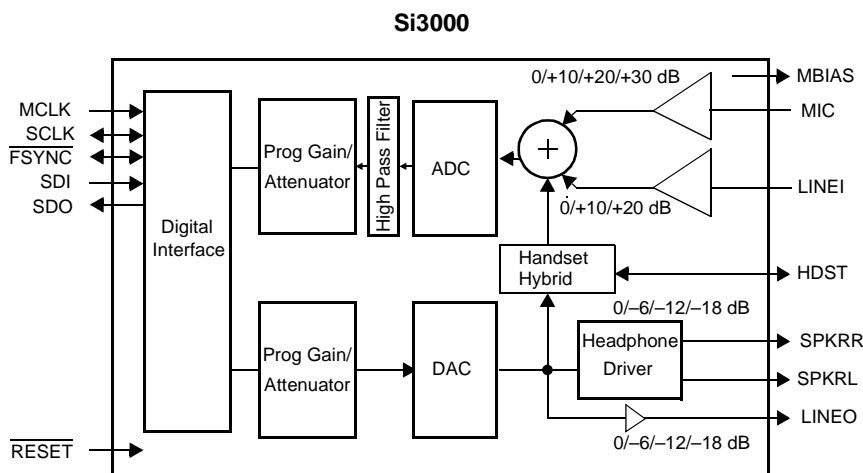 Si3000
MCLK
SCLK
FSYNC
SDI
SDO
RESET
Digital
Interface
Prog Gain/
Attenuator
High Pass Filter
ADC
0/+10/+20/+30 dB
+
0/+10/+20 dB
MBIAS
MIC
LINEI
Handset
Hybrid
HDST
Prog Gain/
Attenuator
DAC
0/–6/–12/–18 dB
Headphone
Driver
SPKRR
SPKRL
LINEO
0/–6/–12/–18 dB